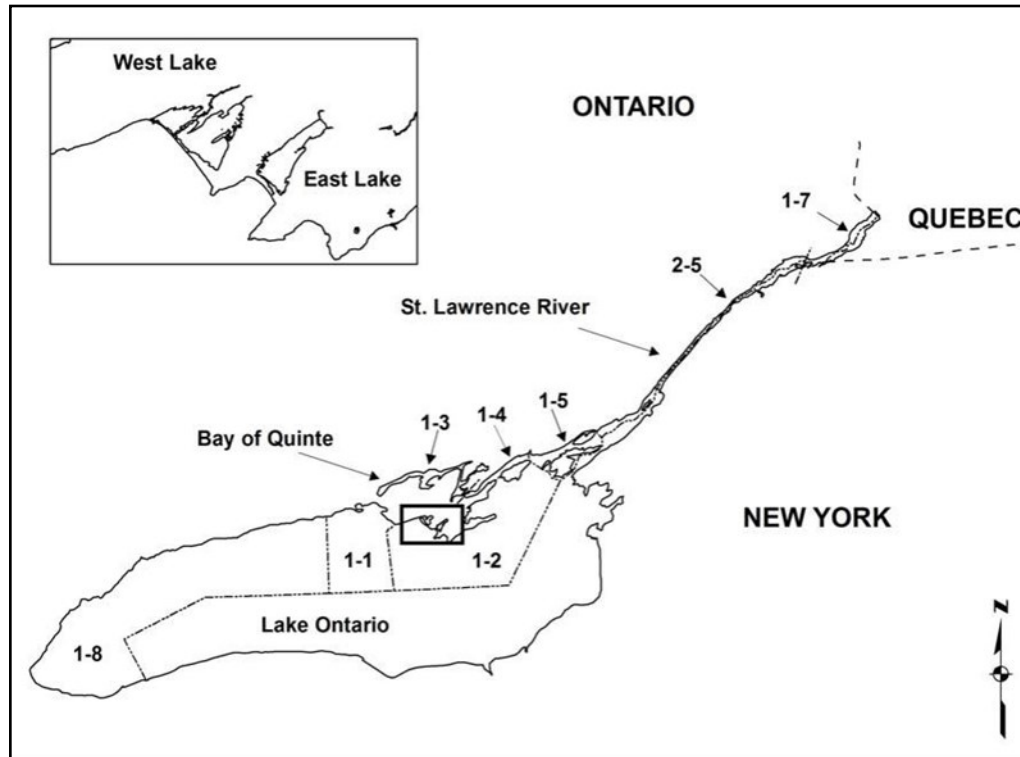 West Lake
East Lake
ONTARIO
1-7
QUEBEC
2-5
St. Lawrence River
1-5
1-4
1-3
Bay of Quinte
NEW YORK
1-1
1-2
Lake Ontario
1-8
N